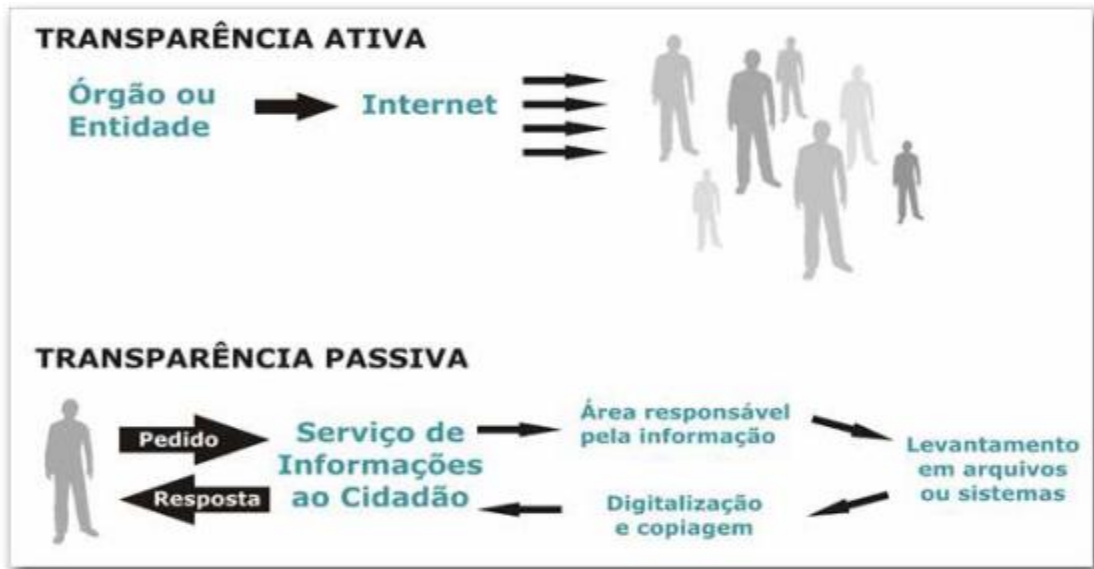 TRANSPARÊNCIA ATIVA
Órgão ou
Entidade
Internet
TRANSPARÊNCIA PASSIVA
Pedido
Resposta
Serviço de
Informações
ao Cidadão
Área responsável
pela informação
Levantamento
em arquivos
ou sistemas
Digitalização
e copiagem